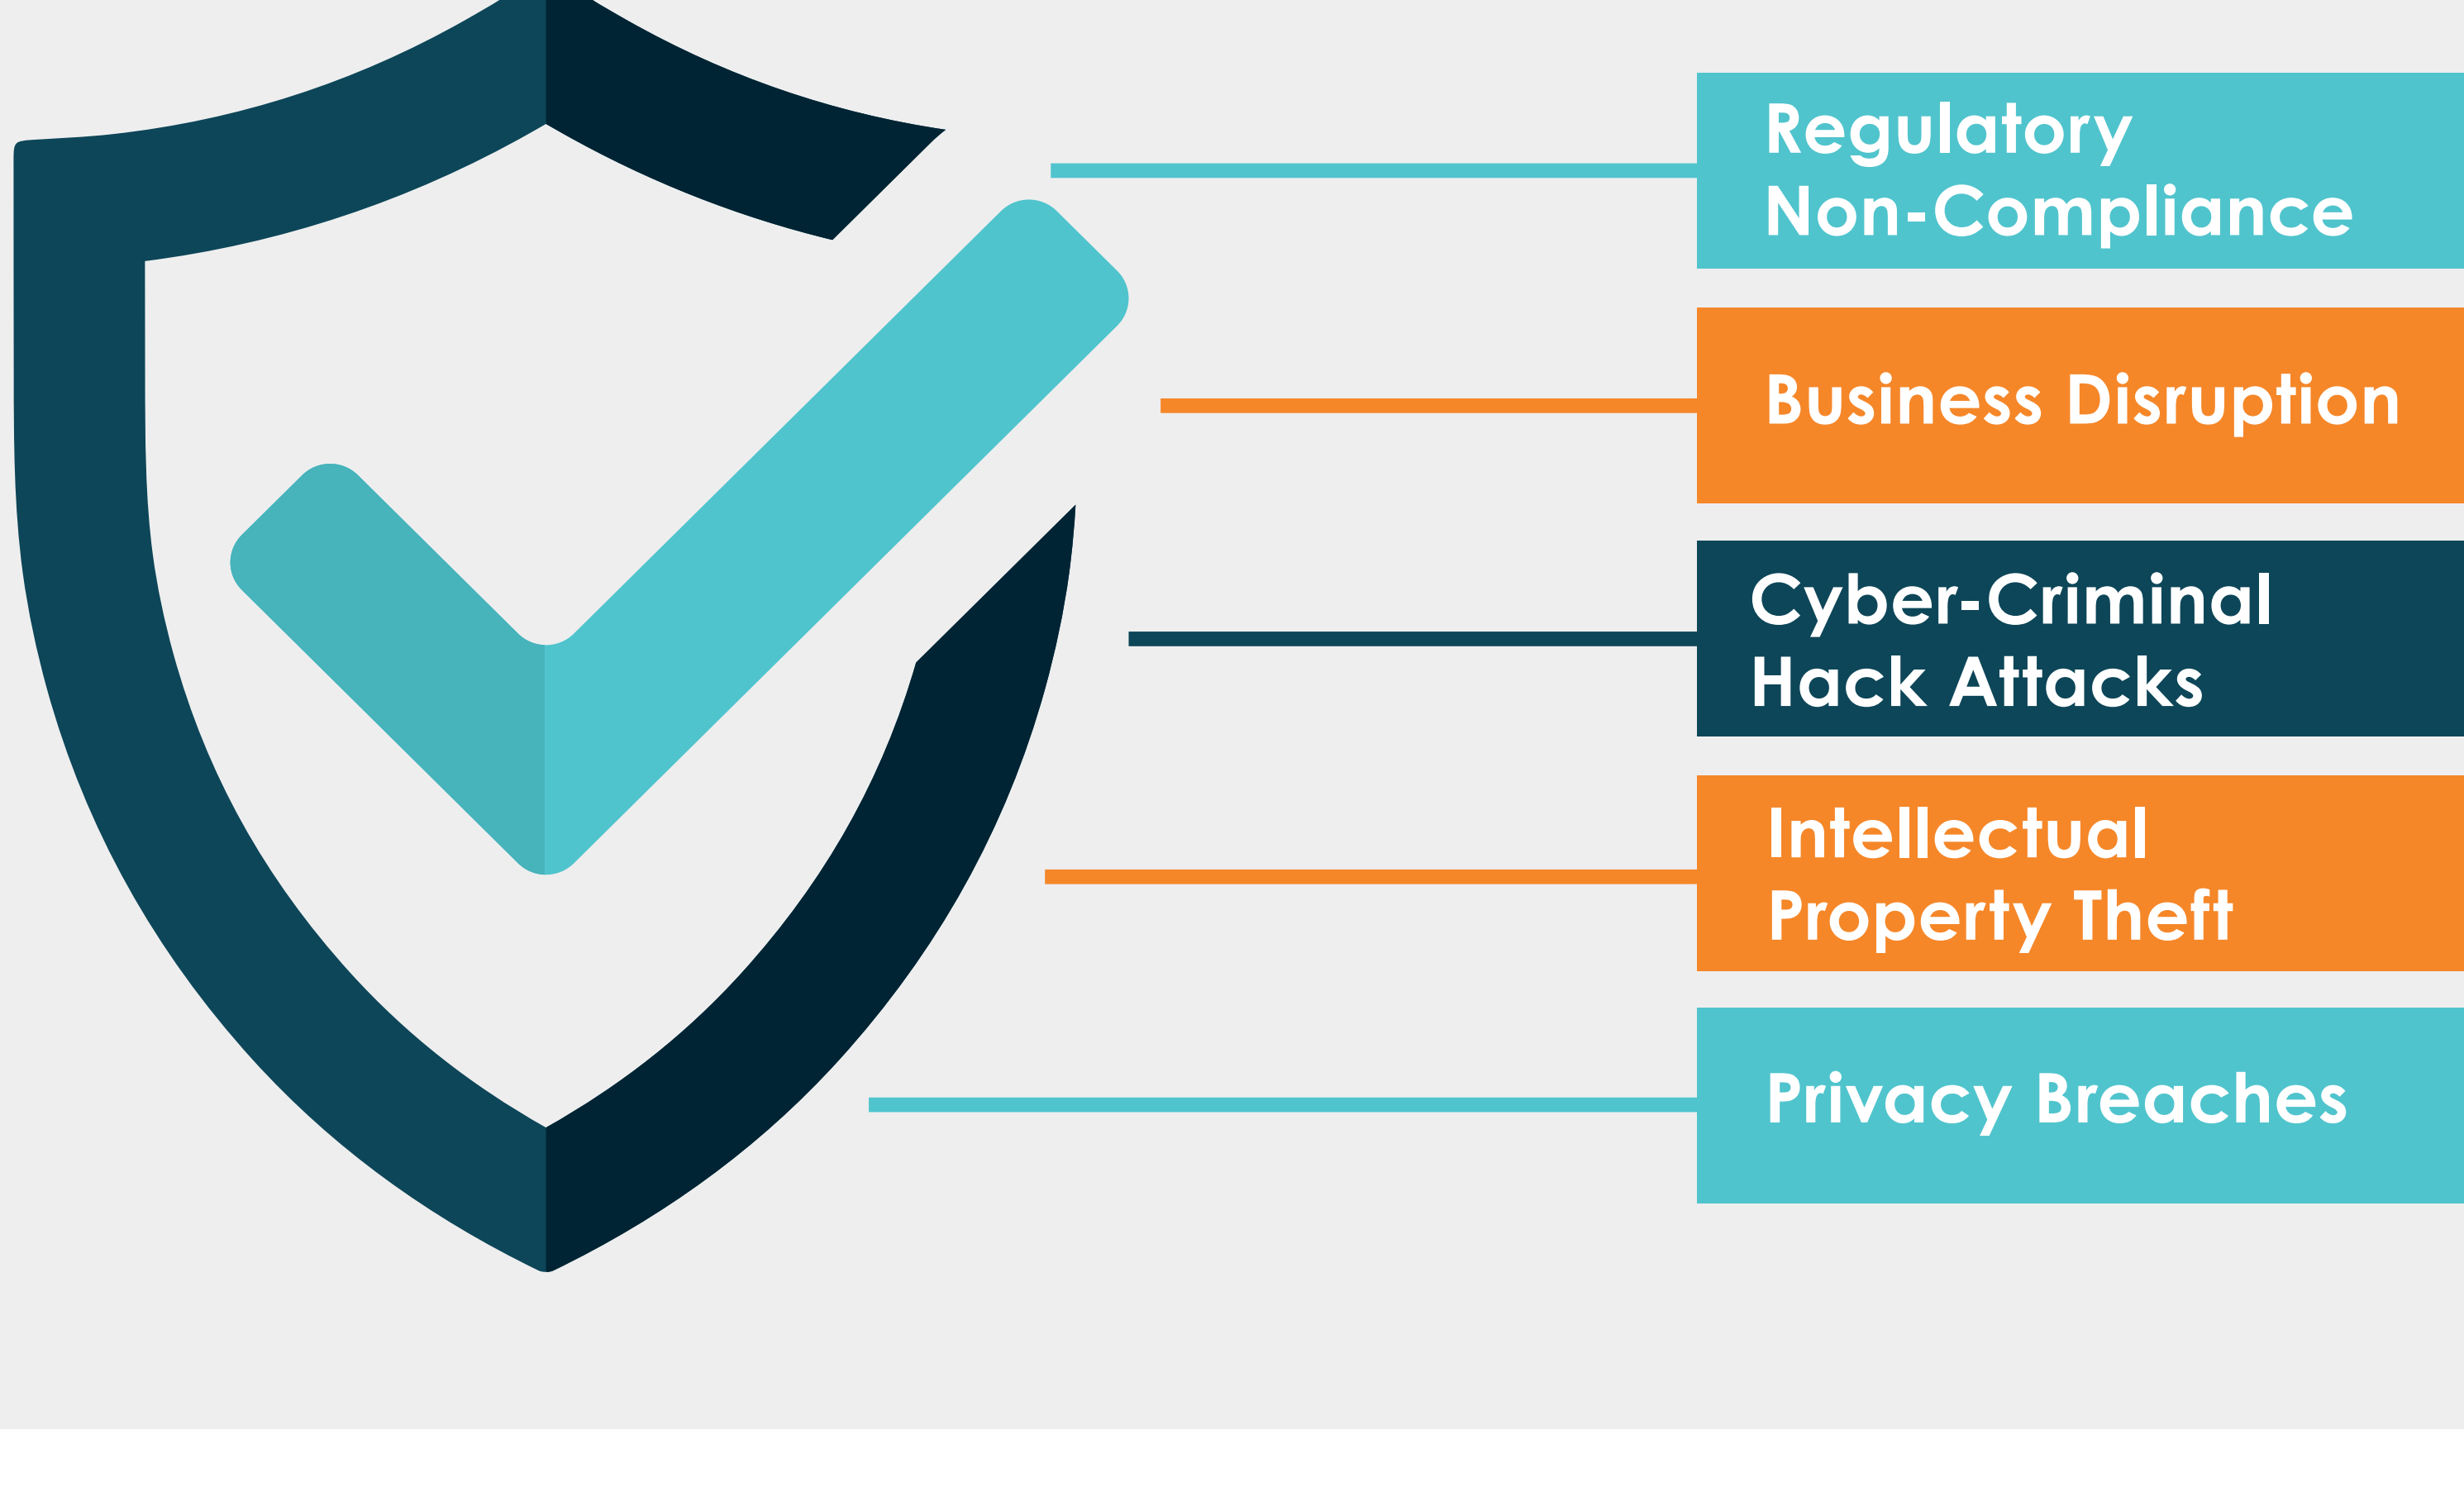 Regulatory
Non-Compliance
Business Disruption
Cyber-Criminal
Hack Attacks
Intellectual
Property Theft
Privacy Breaches